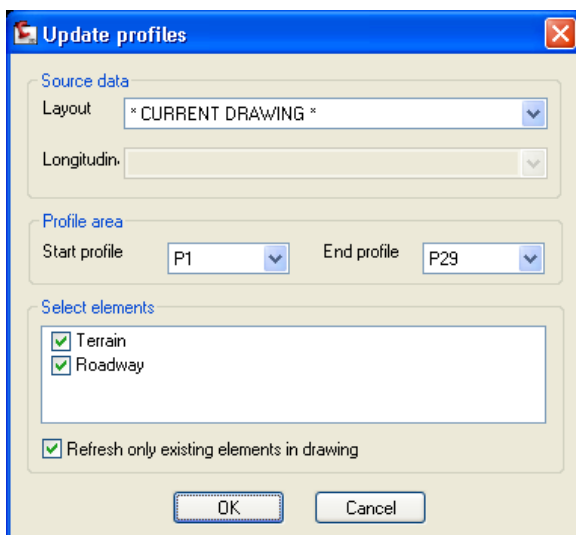 Update profiles
Source data
Layout * CURRENT DRAWING *
Longitudin
Profile area
Start profile P1 End profile P29
Select elements
Terrain
Roadway
Refresh only existing elements in drawing
OK Cancel